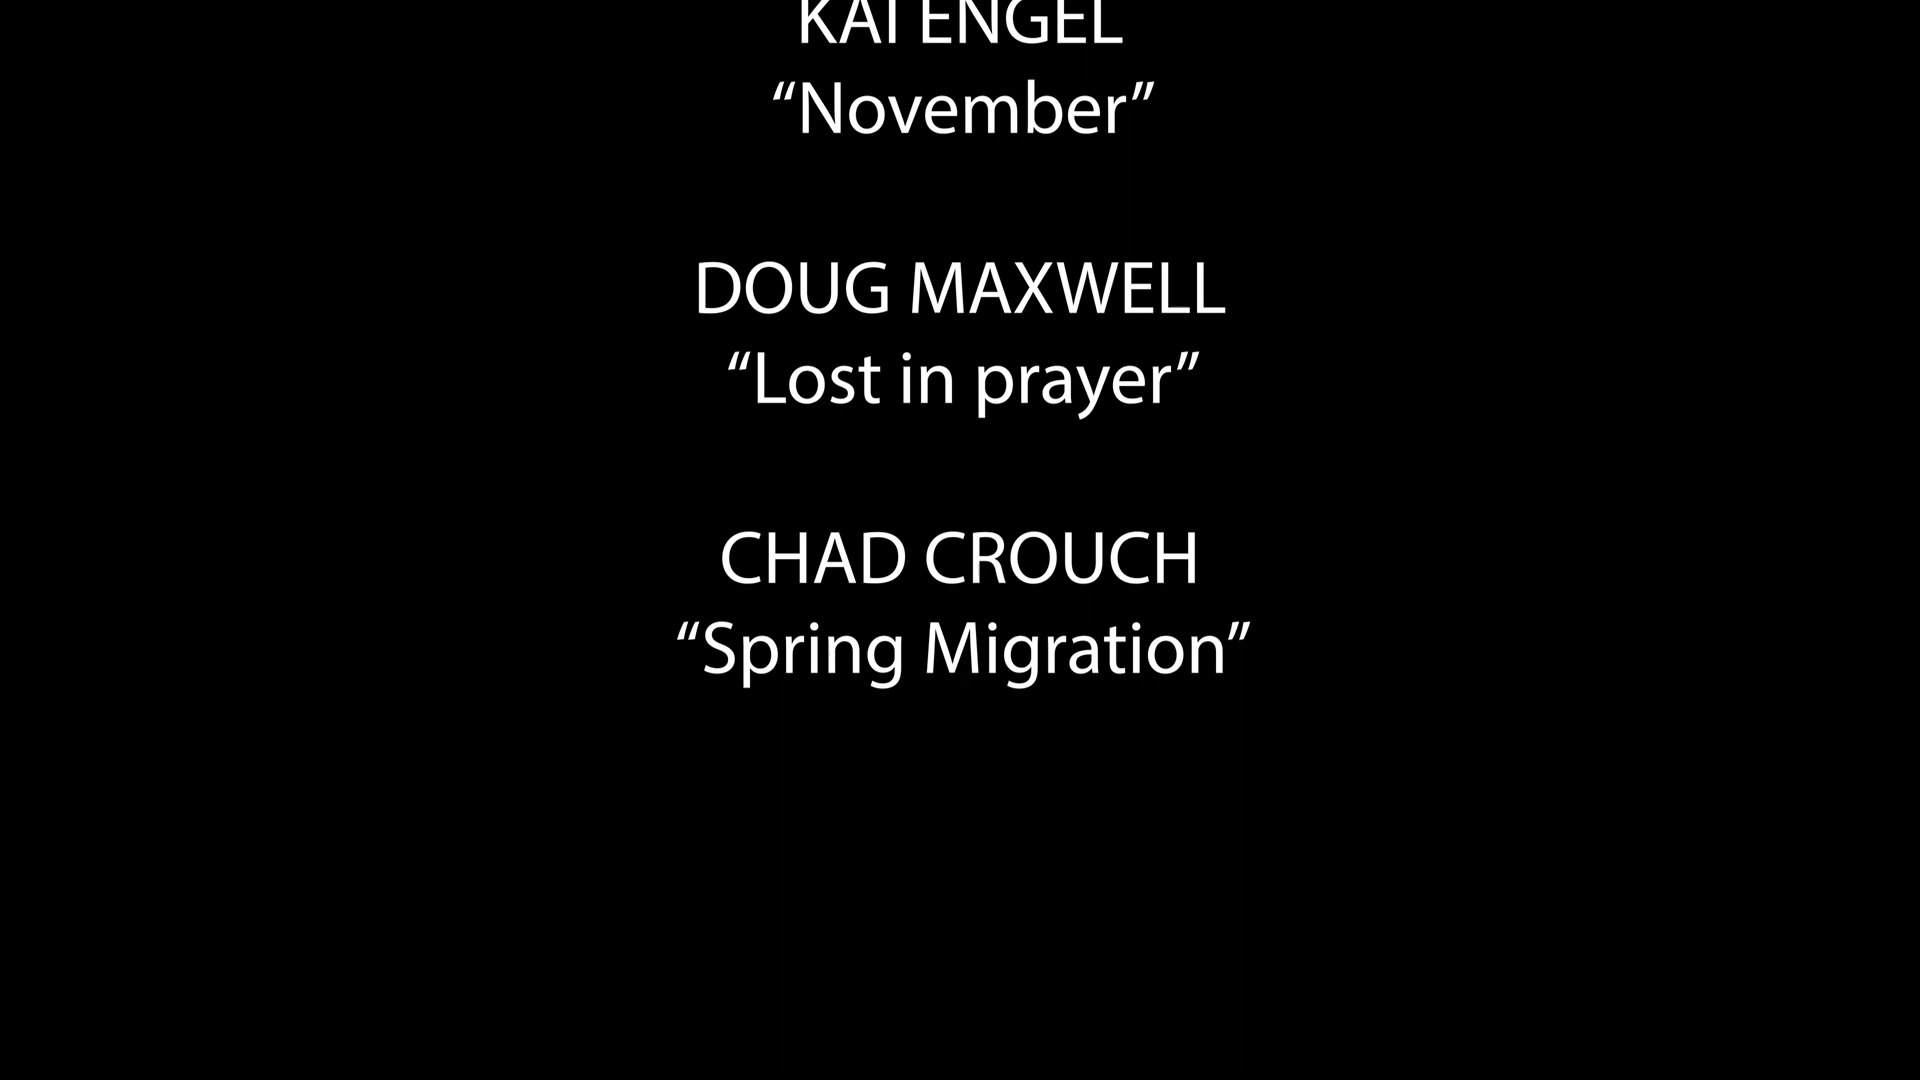 KAI ENGEL
“November”
DOUG MAXWELL
“Lost in prayer”
CHAD CROUCH
“Spring Migration”